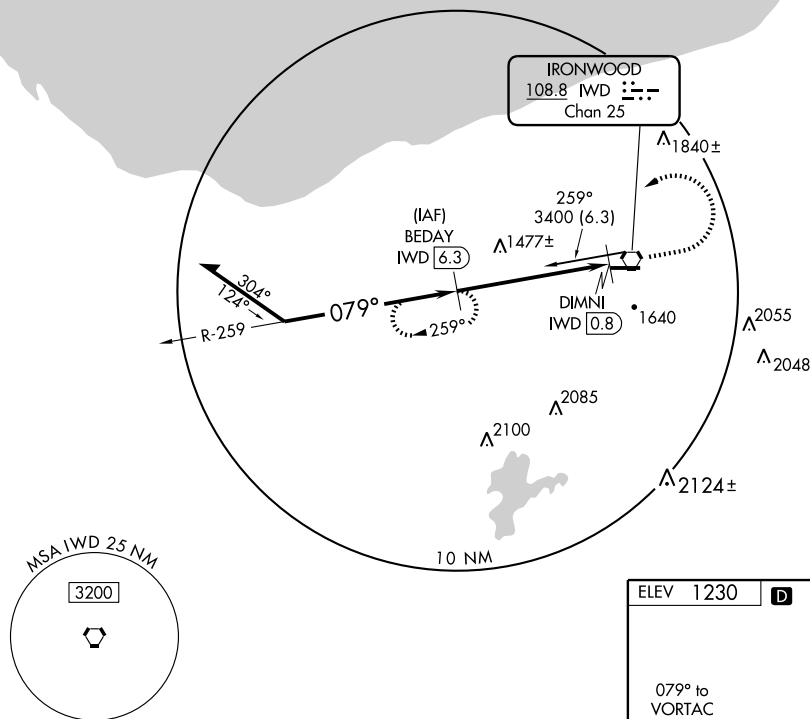 IRONWOOD
108.8 IWD
Chan 25
1840±
259°
3400 (6.3)
(IAF)
BEDAY
IWD 6.3
1477±
304°
124°
079°
R-259
259°
DIMNI
IWD 0.8
1640
2055
2048
2085
2100
2124±
10 NM
MSA IWD 25 NM
3200
ELEV 1230 D
079° to
VORTAC